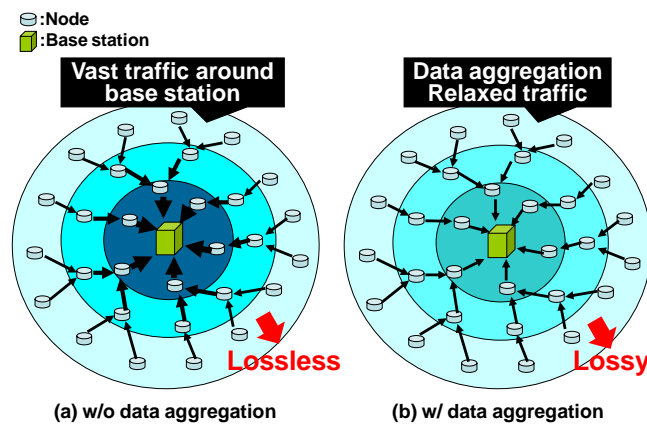 :Node
:Base station
Vast traffic around
base station
Data aggregation
Relaxed traffic
Lossless
Lossy
(a) w/o data aggregation
(b) w/ data aggregation